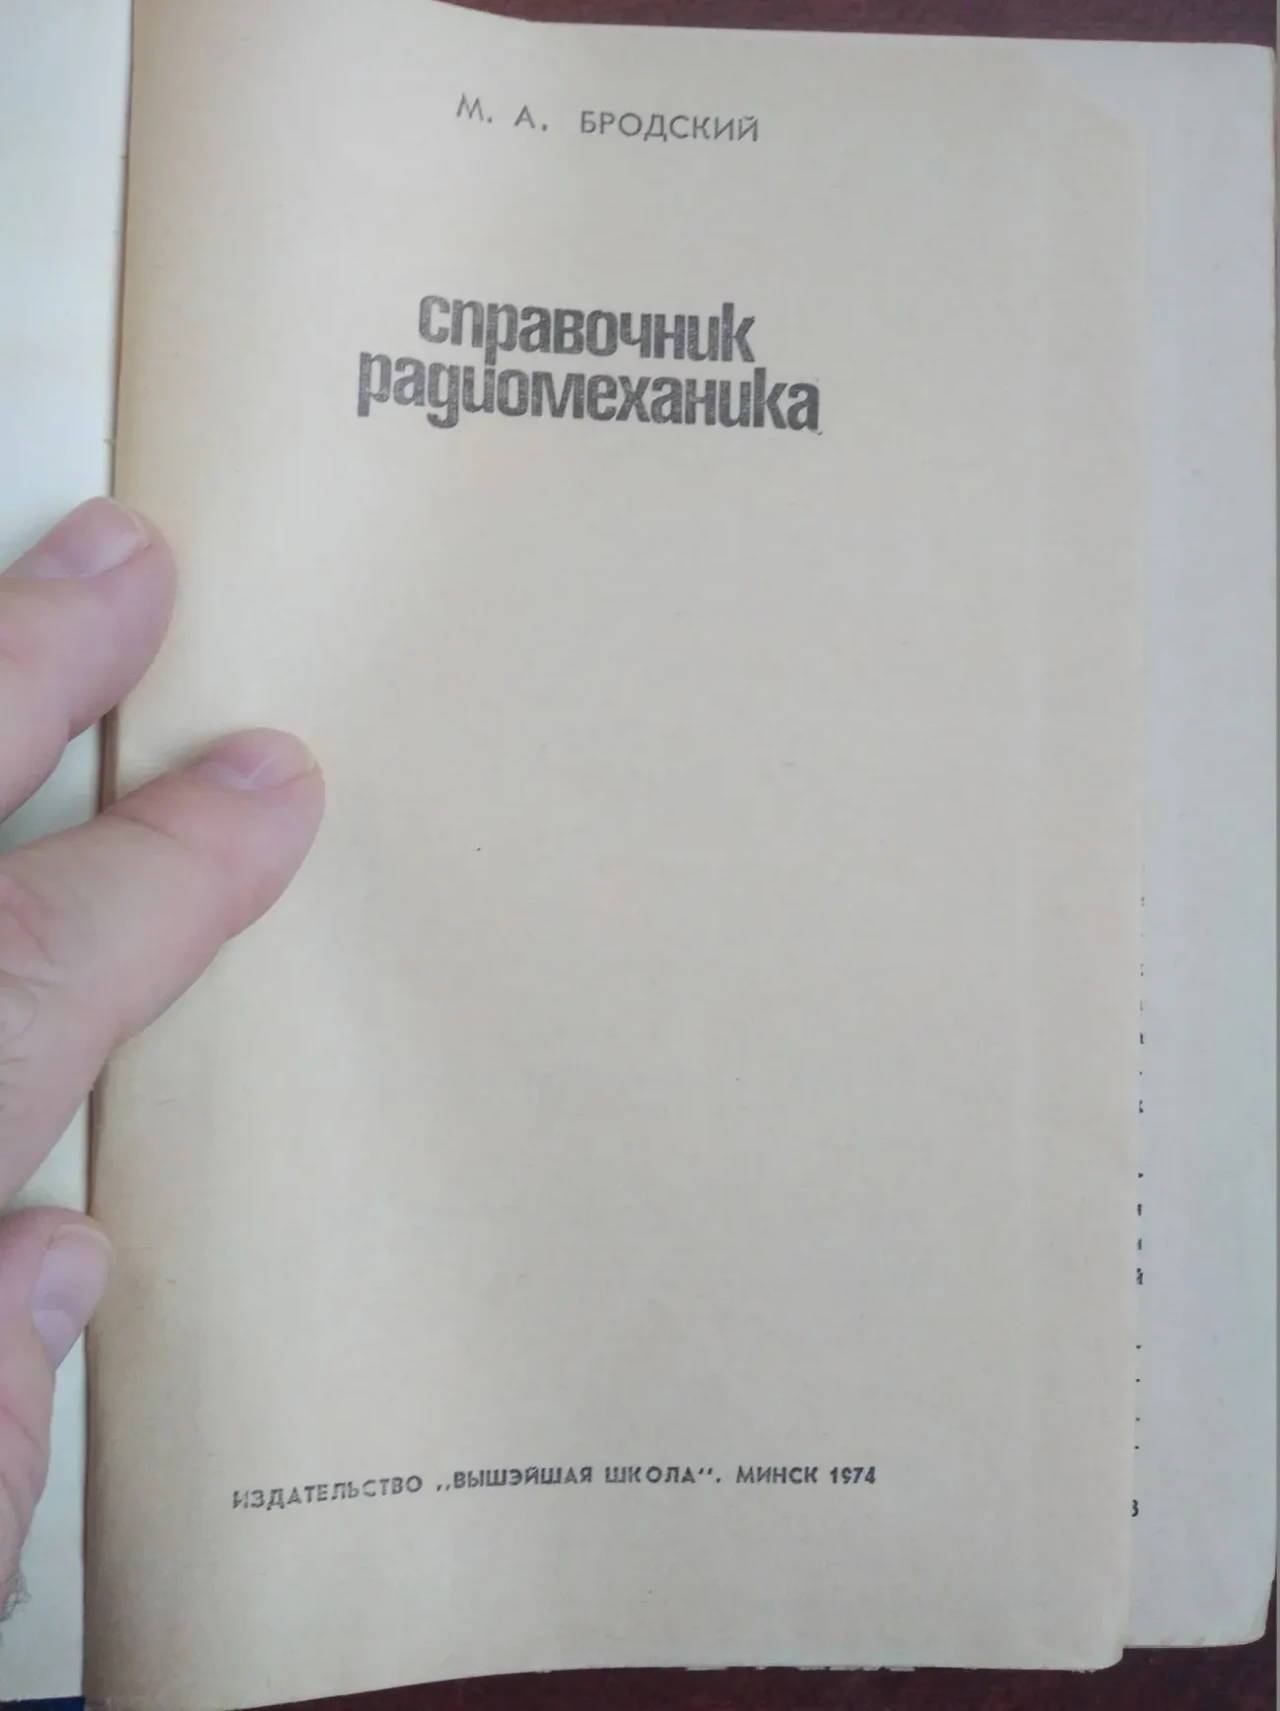 М. А. БРОДСКИЙ
справочник
радиомеханика
ИЗДАТЕЛЬСТВО „ВЫШЭЙШАЯ ШКОЛА“. МИНСК 1974